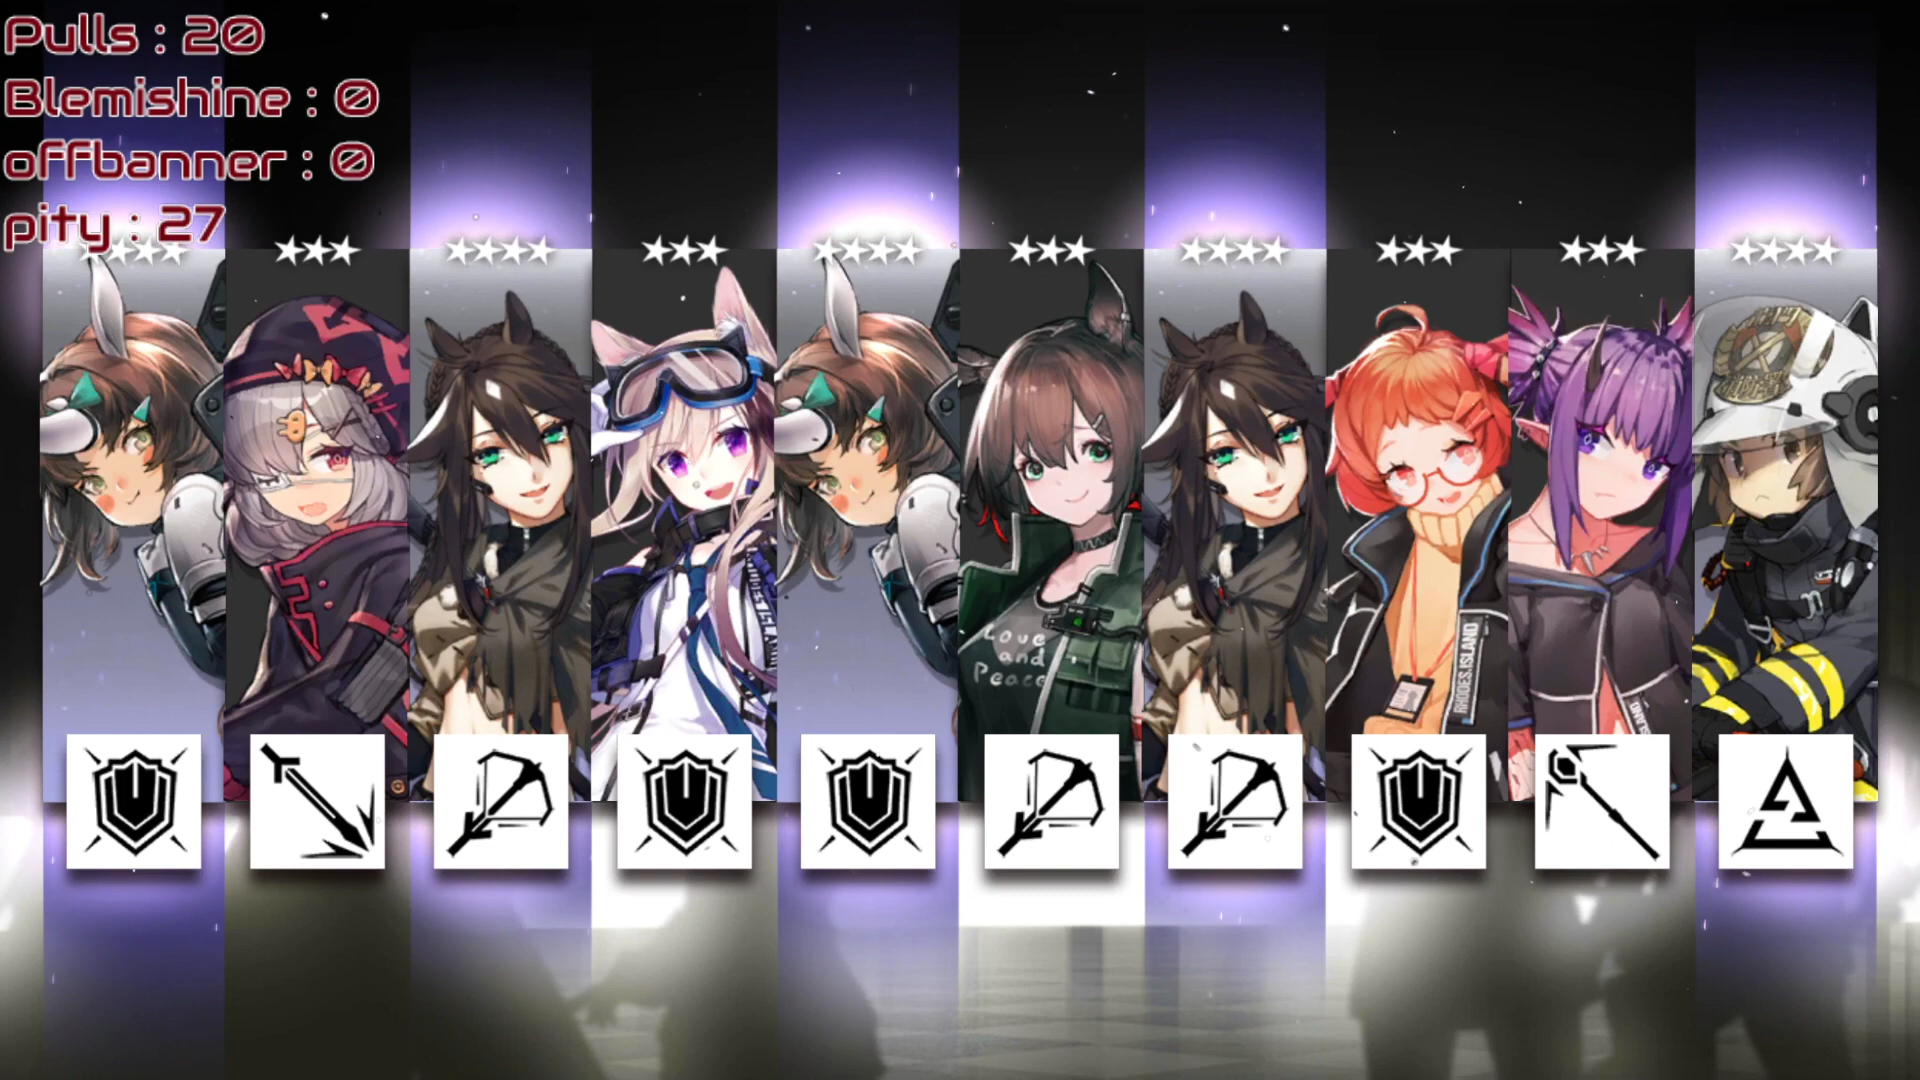 Pulls : 20
Blemishine : 0
offbanner : 0
pity : 27
Love
and
Peace
RHODES.ISLAND